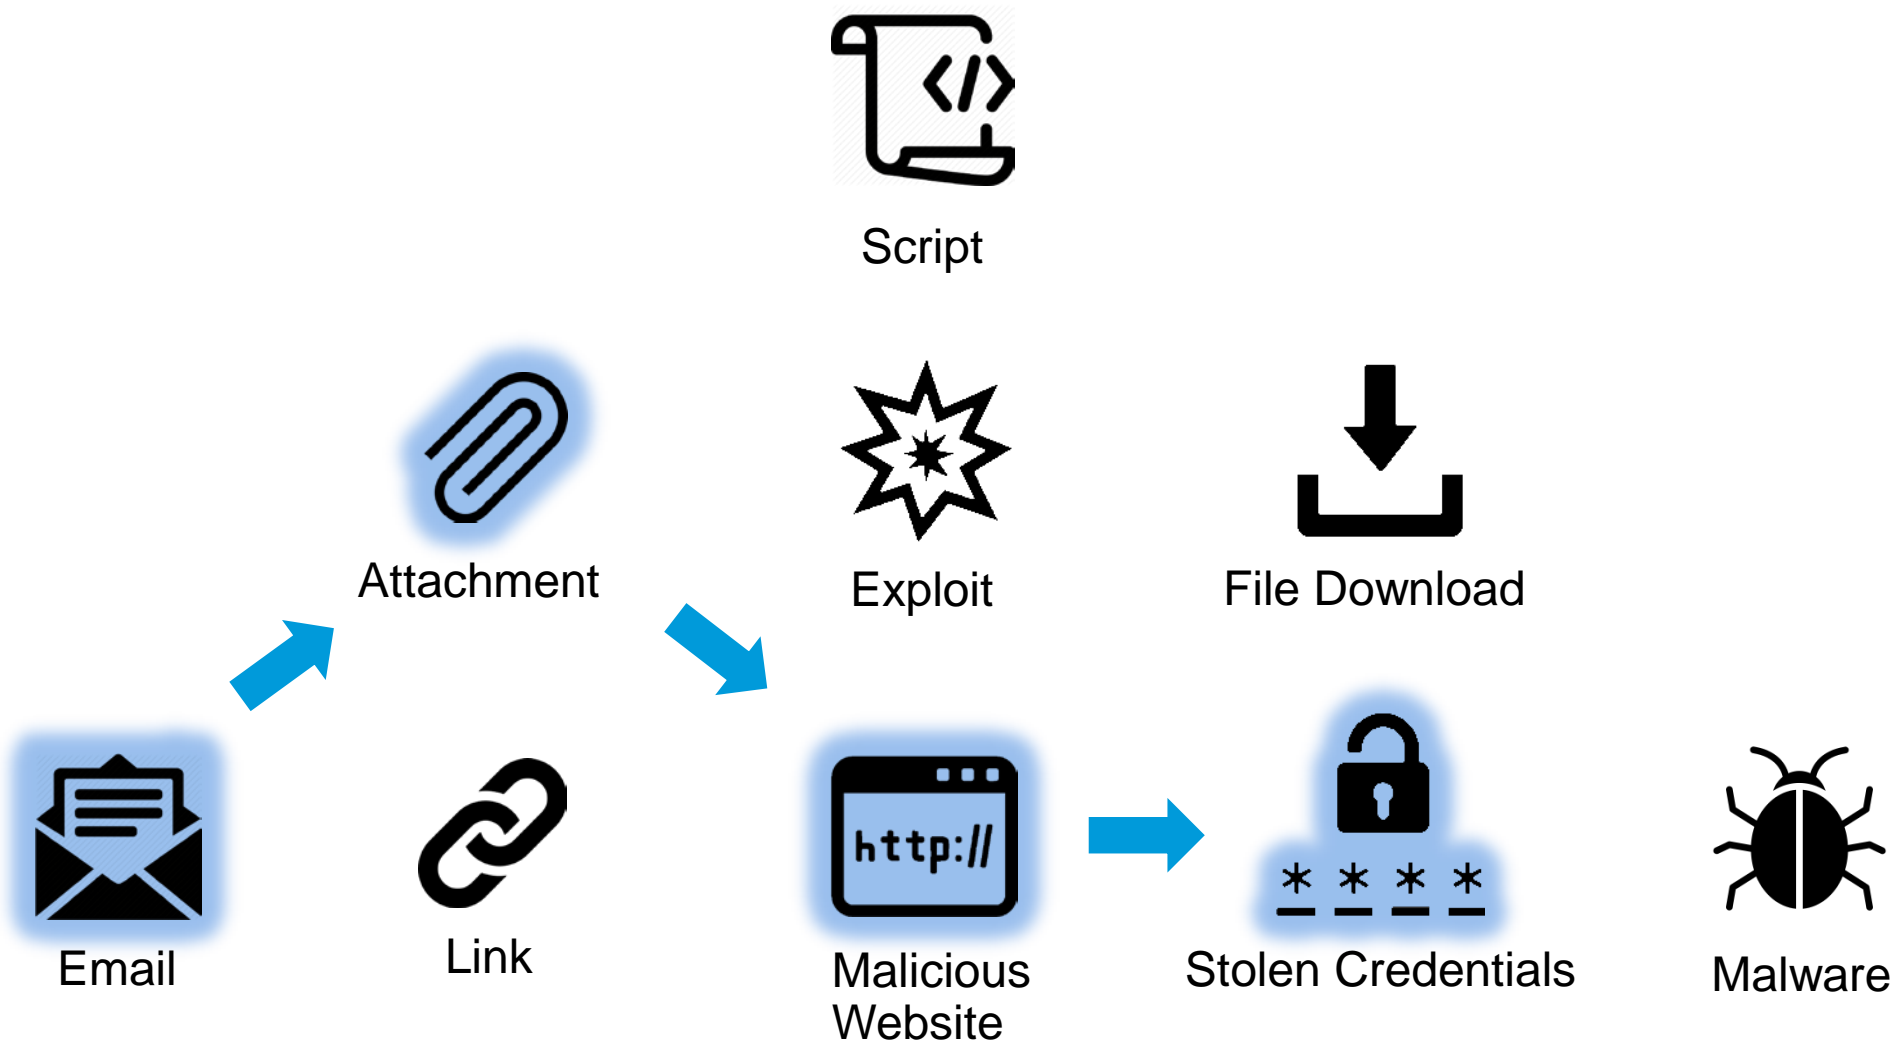 </>
Script
Attachment
Exploit
File Download
http://
* * * *
Email
Link
Malicious
Website
Stolen Credentials
Malware